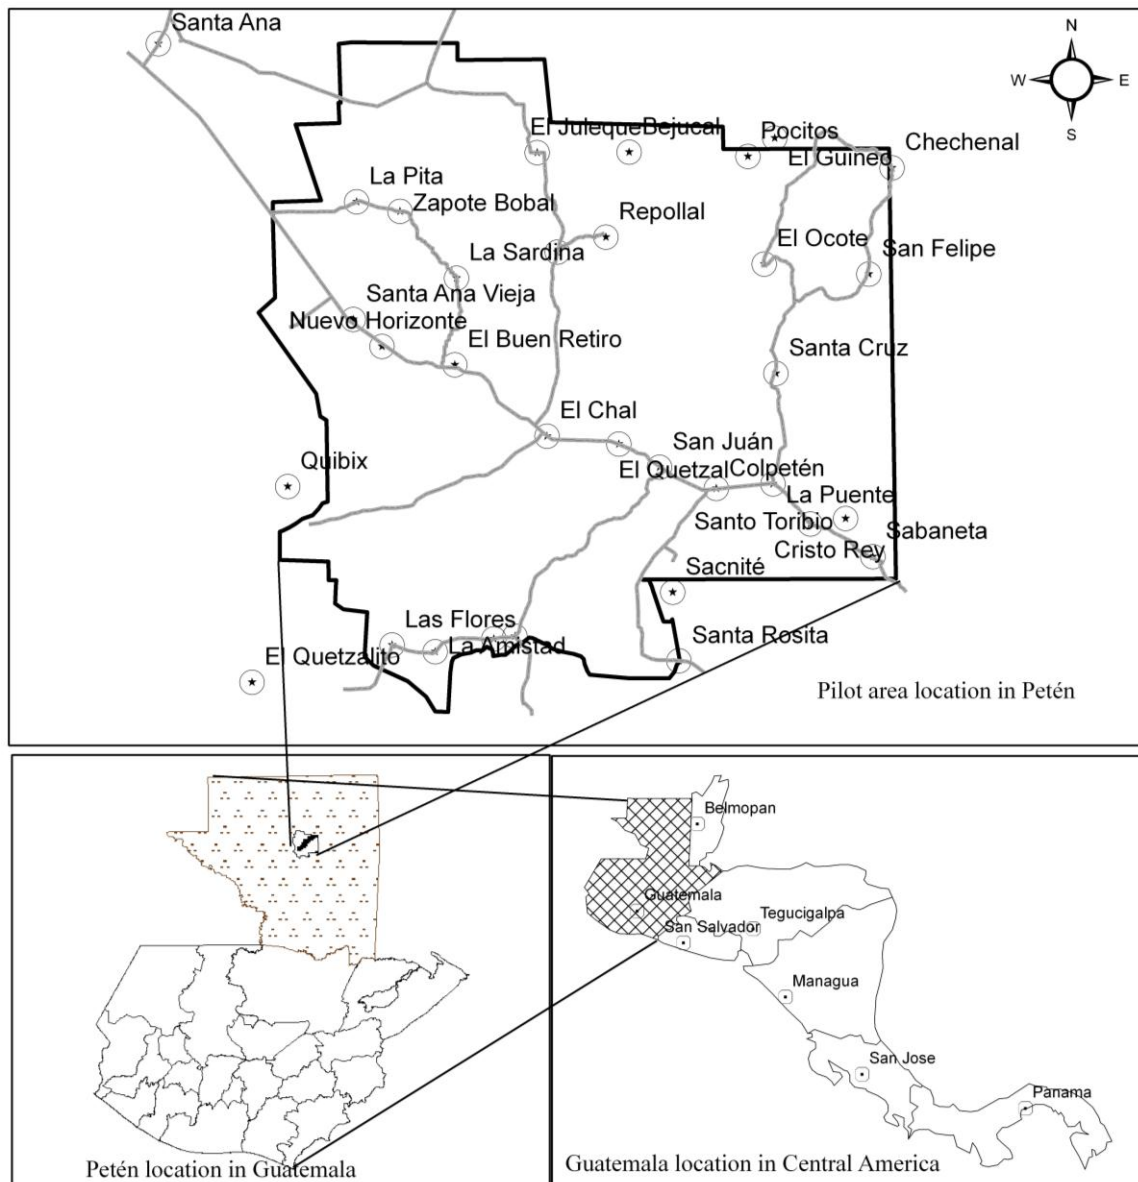 Santa Ana
N
W
E
S
El Juleque
Bejucal
Pocitos
El Guineo
Chechenal
La Pita
Zapote Bobal
Repollal
La Sardina
El Ocote
San Felipe
Santa Ana Vieja
Nuevo Horizonte
El Buen Retiro
Santa Cruz
El Chal
San Juán
Quibix
El Quetzal
Colpetén
La Puente
Santo Toribio
Sabaneta
Cristo Rey
Sacnité
Las Flores
La Amistad
Santa Rosita
El Quetzalito
Pilot area location in Petén
Petén location in Guatemala
Belmopan
Guatemala
San Salvador
Tegucigalpa
Managua
San Jose
Panama
Guatemala location in Central America